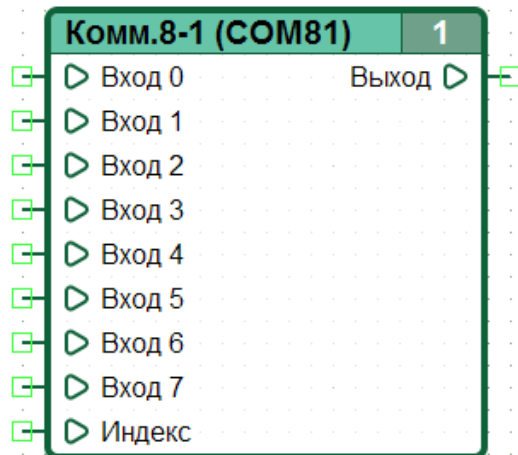 Комм.8-1 (COM81) 1
Вход 0 Выход
Вход 1
Вход 2
Вход 3
Вход 4
Вход 5
Вход 6
Вход 7
Индекс